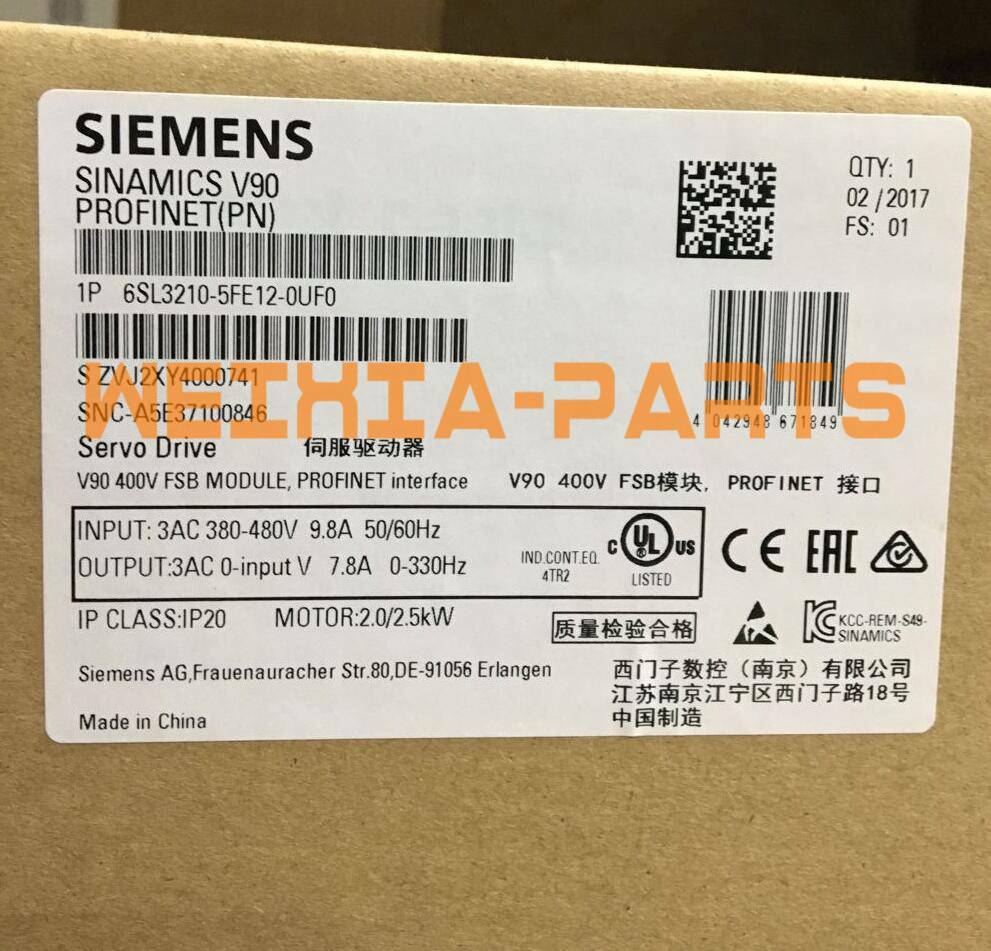 SIEMENS
SINAMICS V90
PROFINET(PN)
1P 6SL3210-5FE12-0UF0
S ZVJ2XY4000741
SNC-A5E37100846
WEIXIA-PARTS
Servo Drive 伺服驱动器
V90 400V FSB MODULE, PROFINET interface V90 400V FSB模块, PROFINET 接口
QTY: 1
02/2017
FS: 01
4 042948 671849
INPUT: 3AC 380-480V 9.8A 50/60Hz
OUTPUT:3AC 0-input V 7.8A 0-330Hz
IND.CONT.EQ.
4TR2
C UL US
®
LISTED
CE EAC
IP CLASS:IP20 MOTOR:2.0/2.5kW
质量检验合格
KCC-REM-S49-
SINAMICS
Siemens AG,Frauenauracher Str.80,DE-91056 Erlangen
Made in China
西门子数控（南京）有限公司
江苏南京江宁区西门子路18号
中国制造